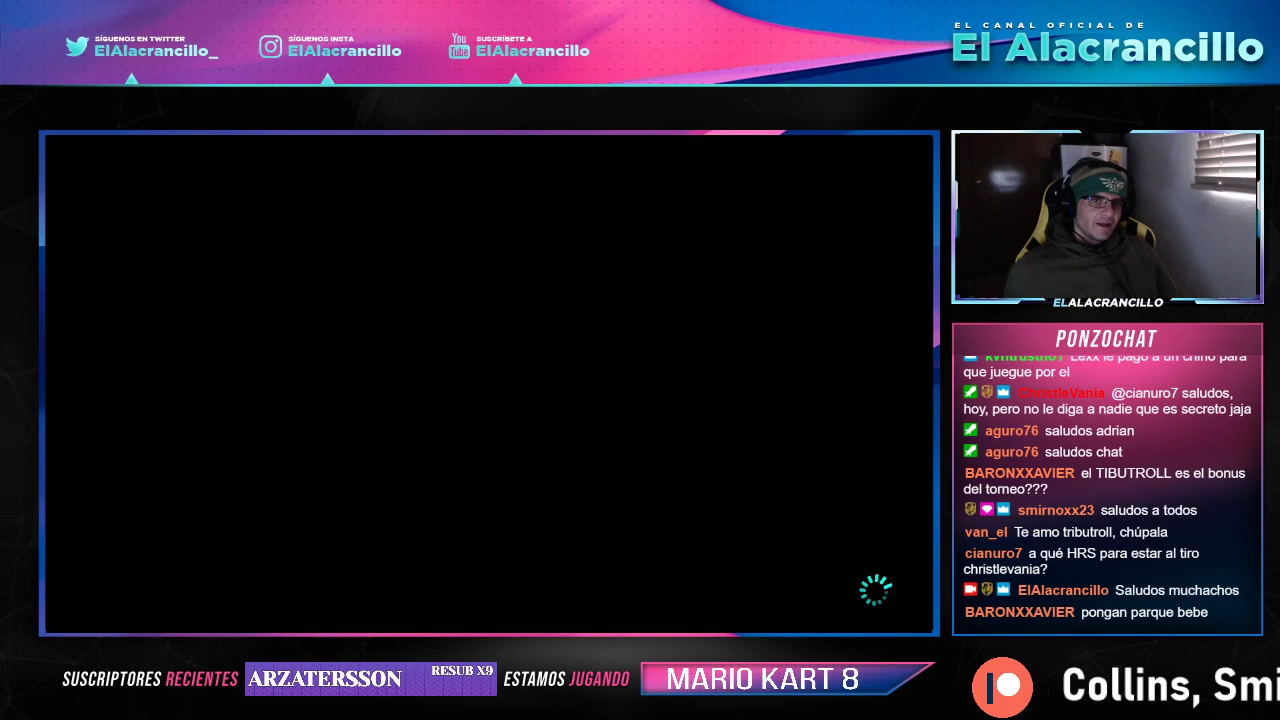 SÍGUENOS EN TWITTER
ElAlacrancillo_
SÍGUENOS INSTA
ElAlacrancillo
You
Tube
SUSCRÍBETE A
ElAlacrancillo
EL CANAL OFICIAL DE
El Alacrancillo
ELALACRANCILLO
PONZOCHAT
Lexx le pago a un chino para
que juegue por el
ChristleVania @cianuro7 saludos,
hoy, pero no le diga a nadie que es secreto jaja
aguro76 saludos adrian
aguro76 saludos chat
BARONXXAVIER el TIBUTROLL es el bonus
del torneo???
smirnoxx23 saludos a todos
van_el Te amo tributroll, chúpala
cianuro7 a qué HRS para estar al tiro
christlevania?
ElAlacrancillo Saludos muchachos
BARONXXAVIER pongan parque bebe
SUSCRIPTORES RECIENTES
ARZATERSSON
RESUB X9
ESTAMOS JUGANDO
MARIO KART 8
Collins, Smi